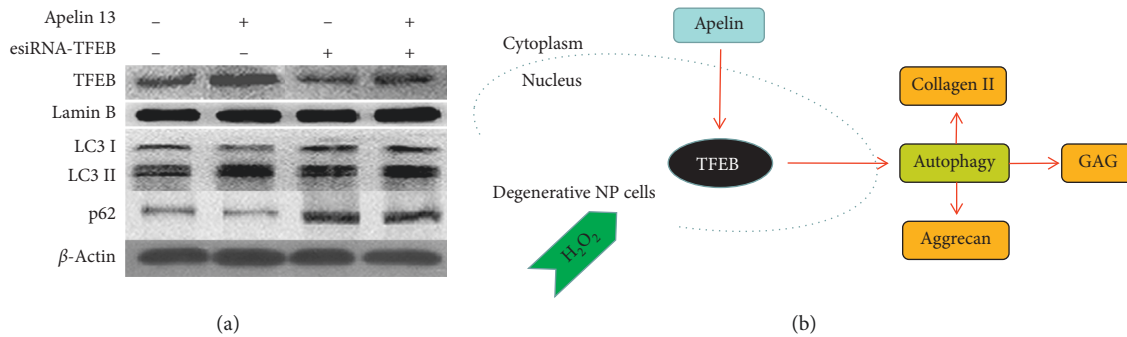 Apelin 13 – + – +
esiRNA-TFEB – – + +
TFEB
Lamin B
LC3 I
LC3 II
p62
β-Actin
(a)
Apelin
Cytoplasm
Nucleus
Collagen II
TFEB
Autophagy
GAG
Degenerative NP cells
H₂O₂
Aggrecan
(b)